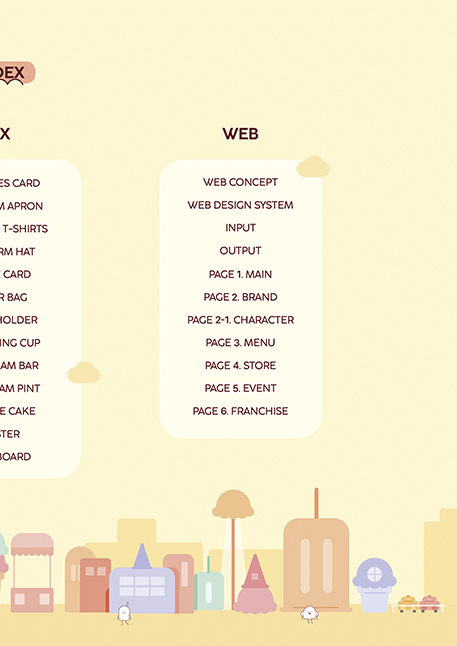 DEX
X
ES CARD
M APRON
T-SHIRTS
RM HAT
CARD
R BAG
HOLDER
ING CUP
AM BAR
AM PINT
E CAKE
STER
BOARD
WEB
WEB CONCEPT
WEB DESIGN SYSTEM
INPUT
OUTPUT
PAGE 1. MAIN
PAGE 2. BRAND
PAGE 2-1. CHARACTER
PAGE 3. MENU
PAGE 4. STORE
PAGE 5. EVENT
PAGE 6. FRANCHISE